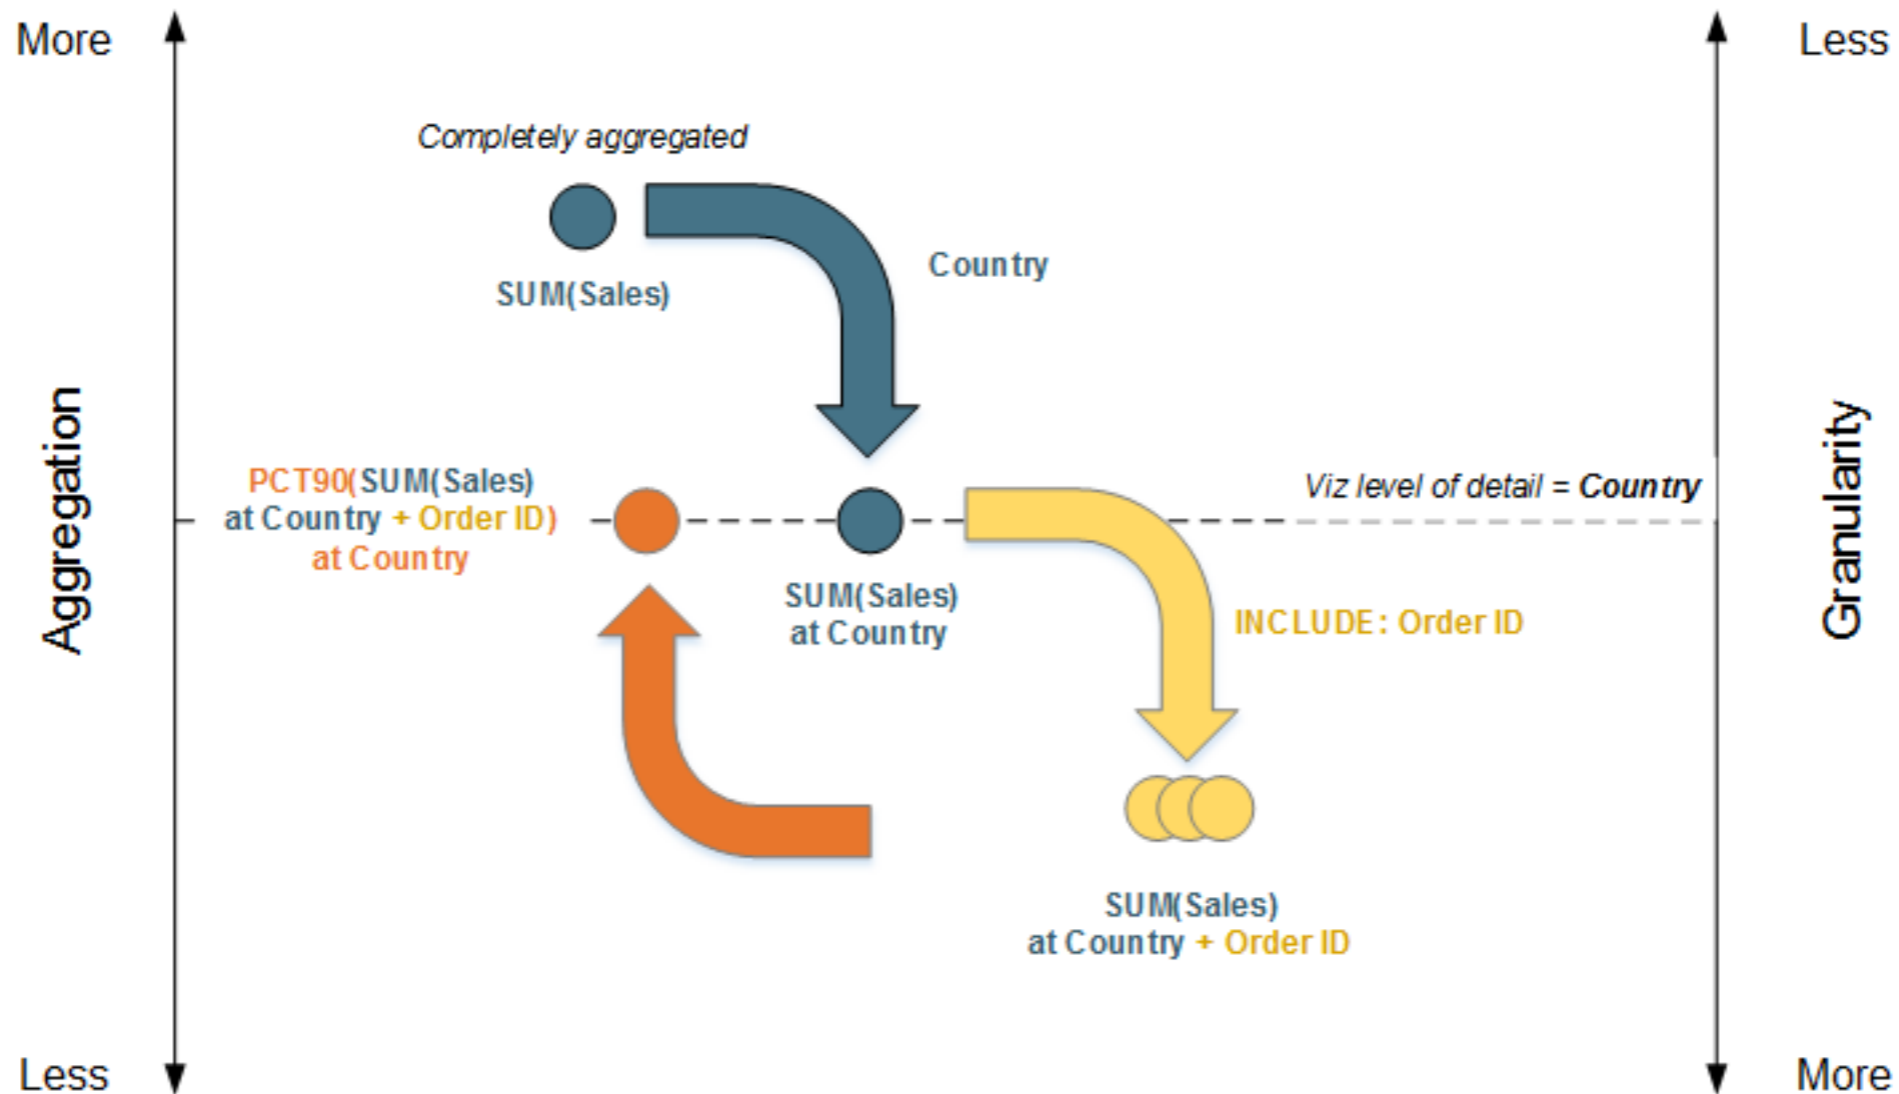 More
Less
Completely aggregated
SUM(Sales)
Country
Aggregation
Granularity
PCT90(SUM(Sales)
at Country + Order ID)
at Country
Viz level of detail = Country
SUM(Sales)
at Country
INCLUDE: Order ID
SUM(Sales)
at Country + Order ID
Less
More